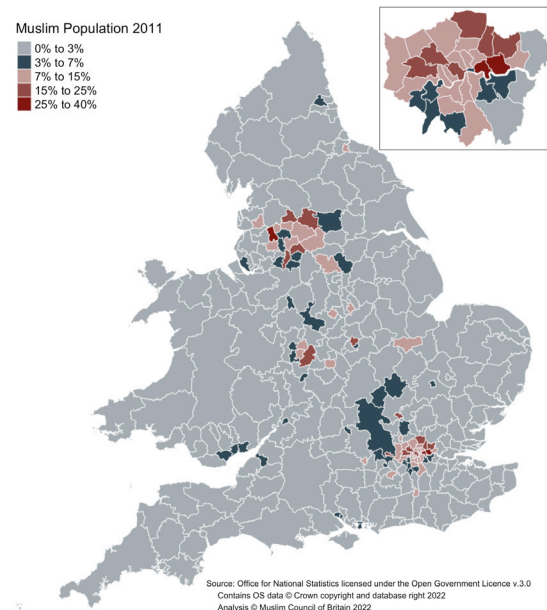 Muslim Population 2011
0% to 3%
3% to 7%
7% to 15%
15% to 25%
25% to 40%
Source: Office for National Statistics licensed under the Open Government Licence v.3.0
Contains OS data © Crown copyright and database right 2022
Analysis © Muslim Council of Britain 2022